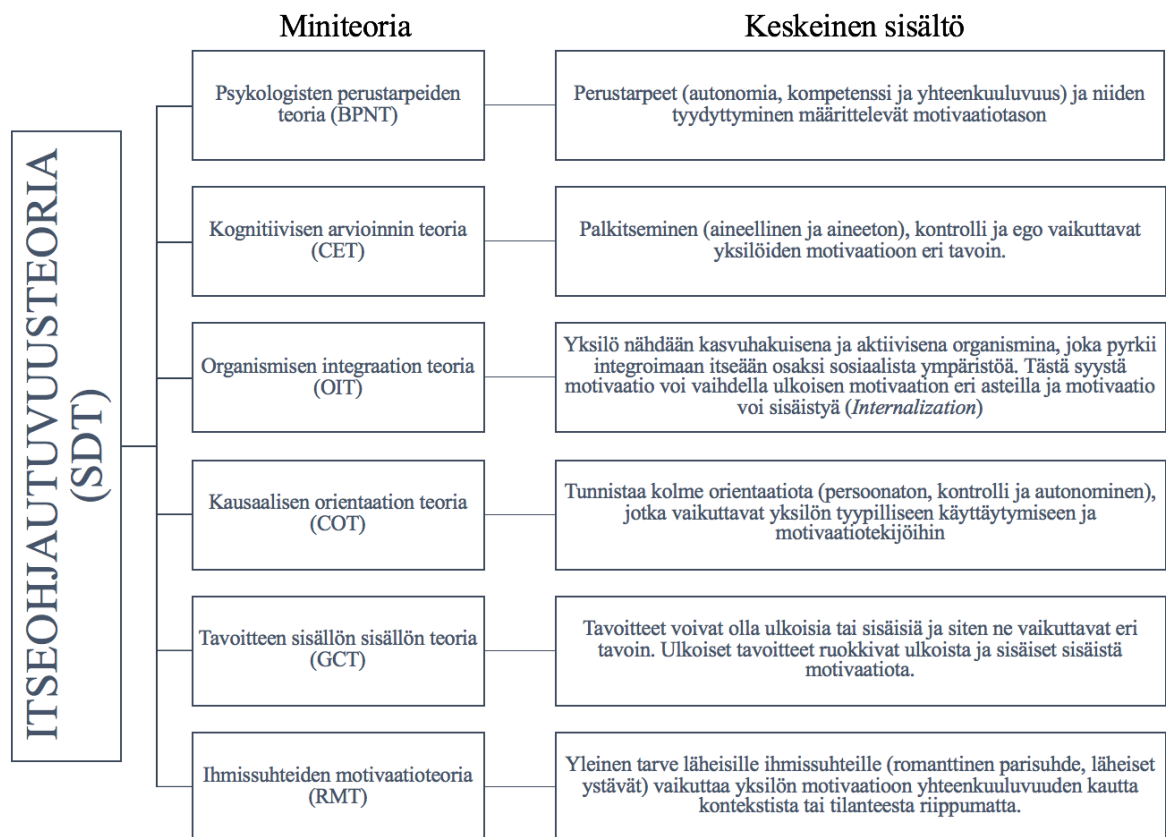 Miniteoria
Keskeinen sisältö
ITSEOHJAUTUVUUSTEORIA
(SDT)
Psykologisten perustarpeiden
teoria (BPNT)
Perustarpeet (autonomia, kompetenssi ja yhteenkuuluvuus) ja niiden
tyydyttyminen määrittelevät motivaatiotason
Kognitiivisen arvioinnin teoria
(CET)
Palkitseminen (aineellinen ja aineeton), kontrolli ja ego vaikuttavat
yksilöiden motivaatioon eri tavoin.
Organismisen integraation teoria
(OIT)
Yksilö nähdään kasvuhakuisena ja aktiivisena organismina, joka pyrkii
integroimaan itseään osaksi sosiaalista ympäristöä. Tästä syystä
motivaatio voi vaihdella ulkoisen motivaation eri asteilla ja motivaatio
voi sisäistyä (Internalization)
Kausaalisen orientaation teoria
(COT)
Tunnistaa kolme orientaatiota (persoonaton, kontrolli ja autonominen),
jotka vaikuttavat yksilön tyypilliseen käyttäytymiseen ja
motivaatiotekijöihin
Tavoitteen sisällön sisällön teoria
(GCT)
Tavoitteet voivat olla ulkoisia tai sisäisiä ja siten ne vaikuttavat eri
tavoin. Ulkoiset tavoitteet ruokkivat ulkoista ja sisäiset sisäistä
motivaatiota.
Ihmissuhteiden motivaatioteoria
(RMT)
Yleinen tarve läheisille ihmissuhteille (romanttinen parisuhde, läheiset
ystävät) vaikuttaa yksilön motivaatioon yhteenkuuluvuuden kautta
kontekstista tai tilanteesta riippumatta.